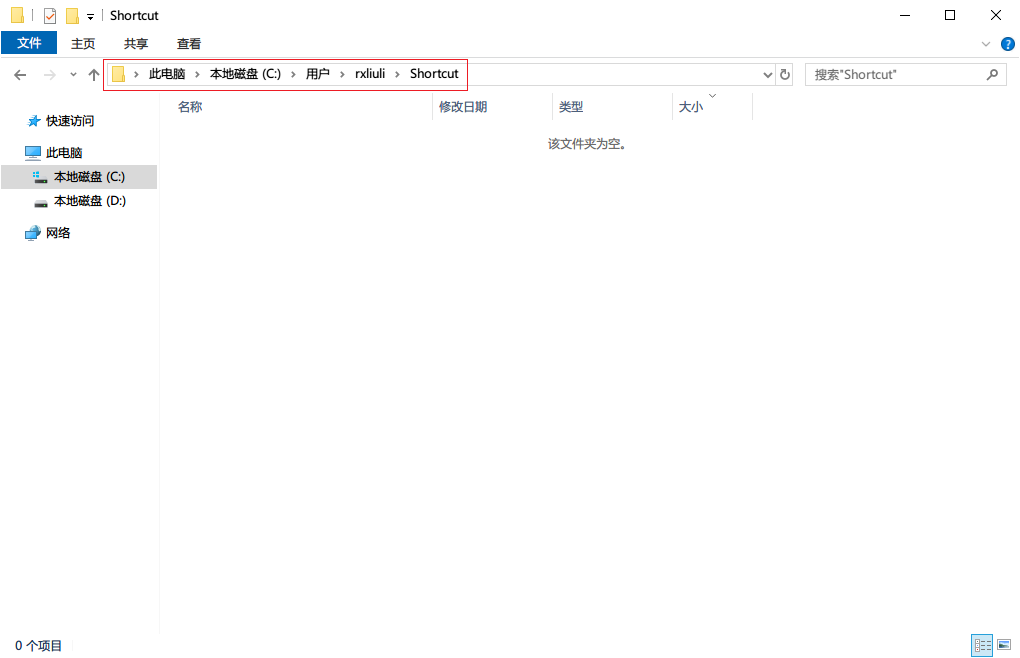 Shortcut
文件 主页 共享 查看
此电脑 本地磁盘 (C:) 用户 rxliuli Shortcut 搜索"Shortcut"
名称 修改日期 类型 大小
快速访问
该文件夹为空。
此电脑
本地磁盘 (C:)
本地磁盘 (D:)
网络
0 个项目